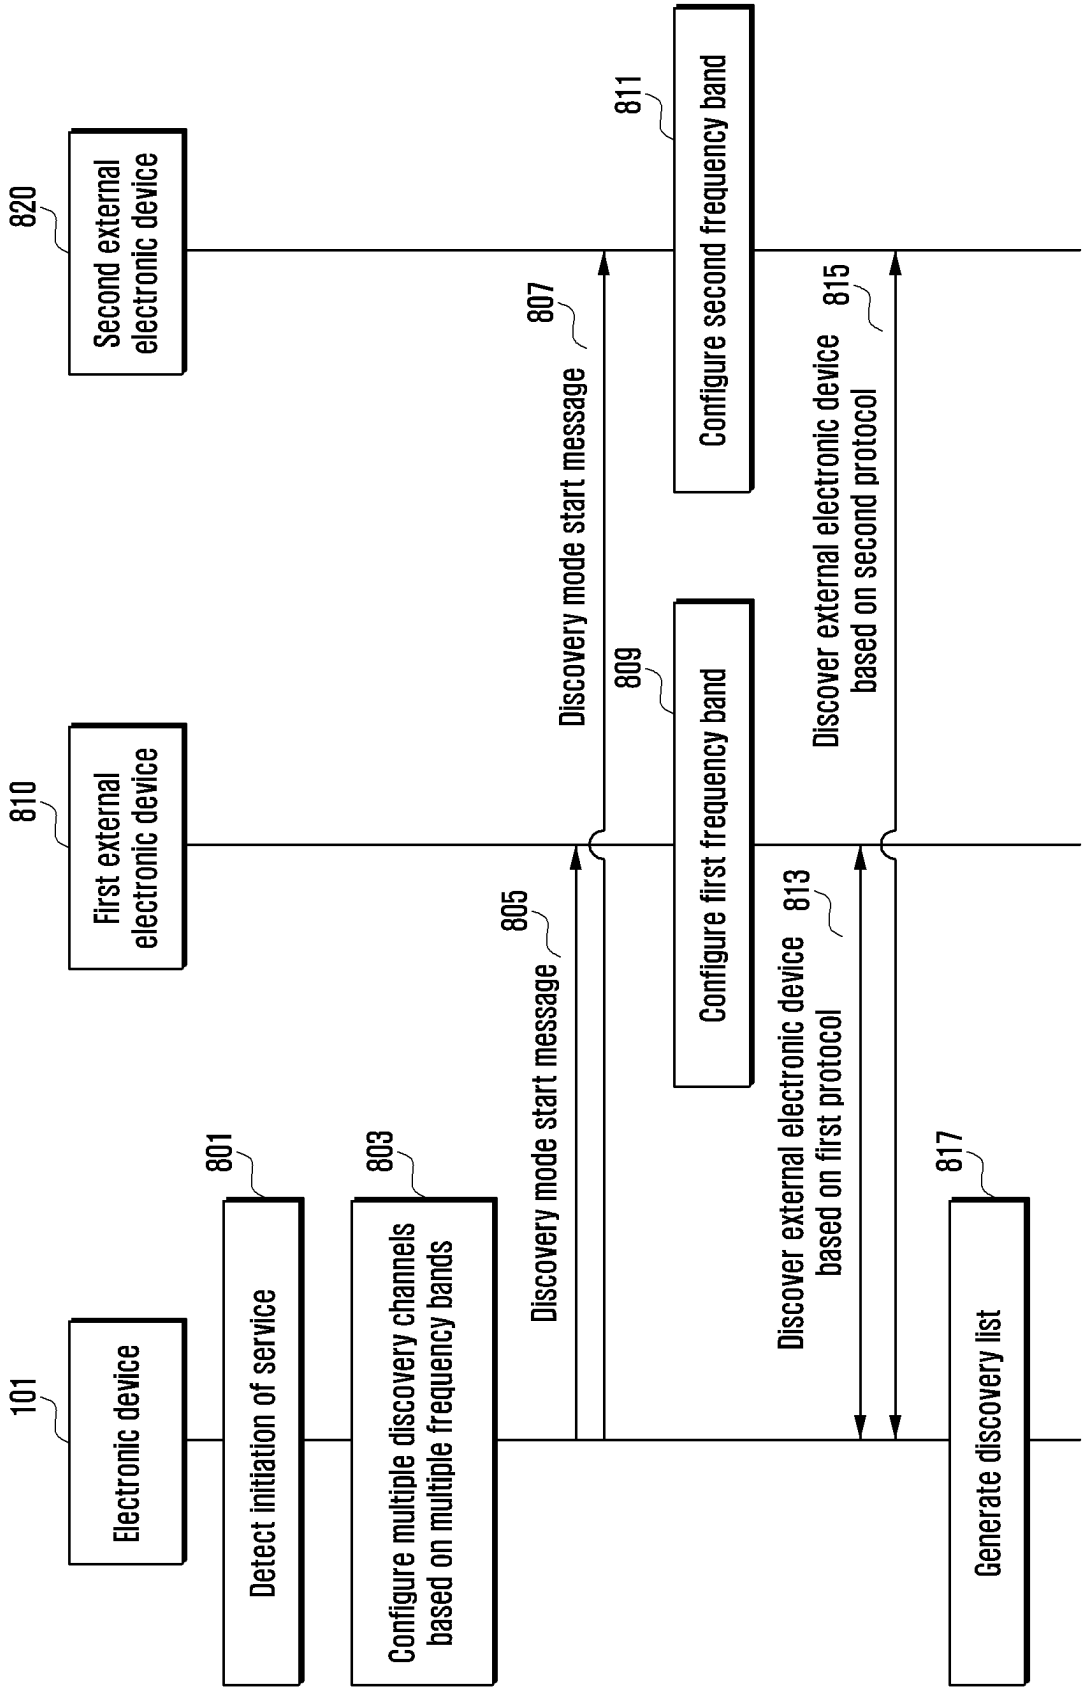 101
Electronic device
810
First external
electronic device
820
Second external
electronic device
801
Detect initiation of service
803
Configure multiple discovery channels
based on multiple frequency bands
Discovery mode start message
805
Discovery mode start message
807
809
Configure first frequency band
811
Configure second frequency band
Discover external electronic device
based on first protocol
813
Discover external electronic device
based on second protocol
815
817
Generate discovery list